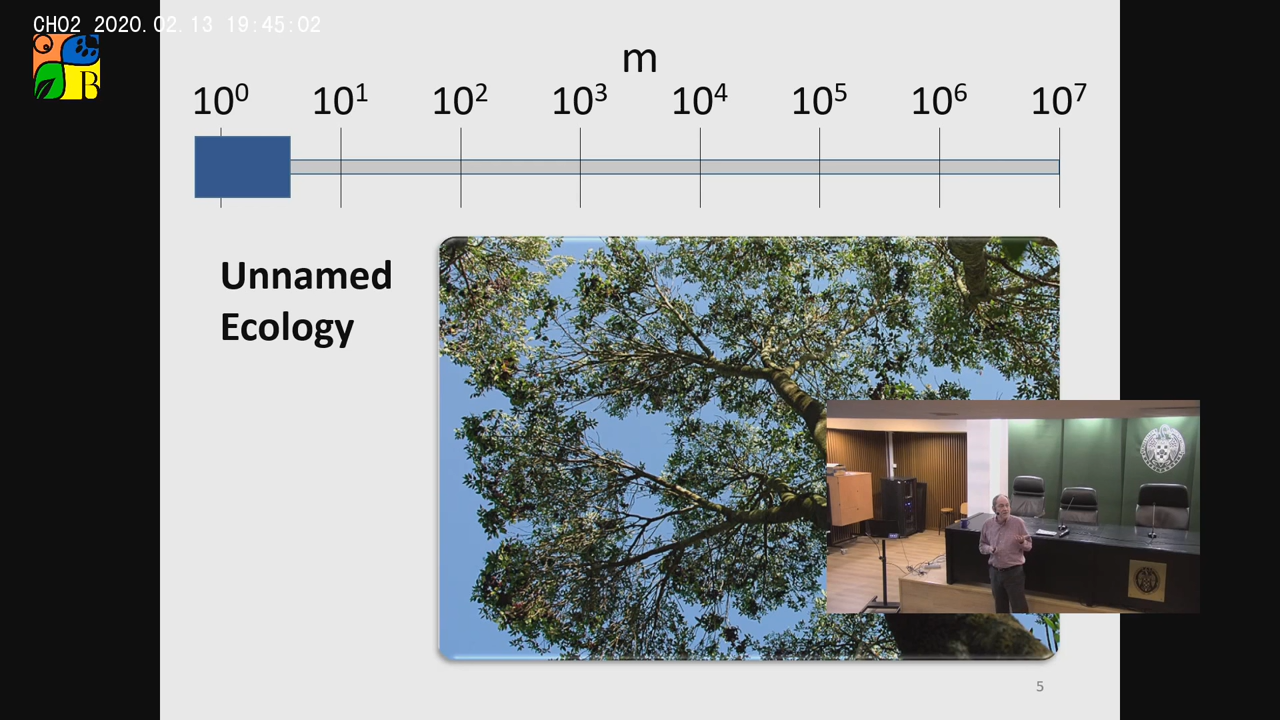 CH02 2020.02.13 19:45:02
B
m
10⁰ 10¹ 10² 10³ 10⁴ 10⁵ 10⁶ 10⁷
Unnamed
Ecology
5